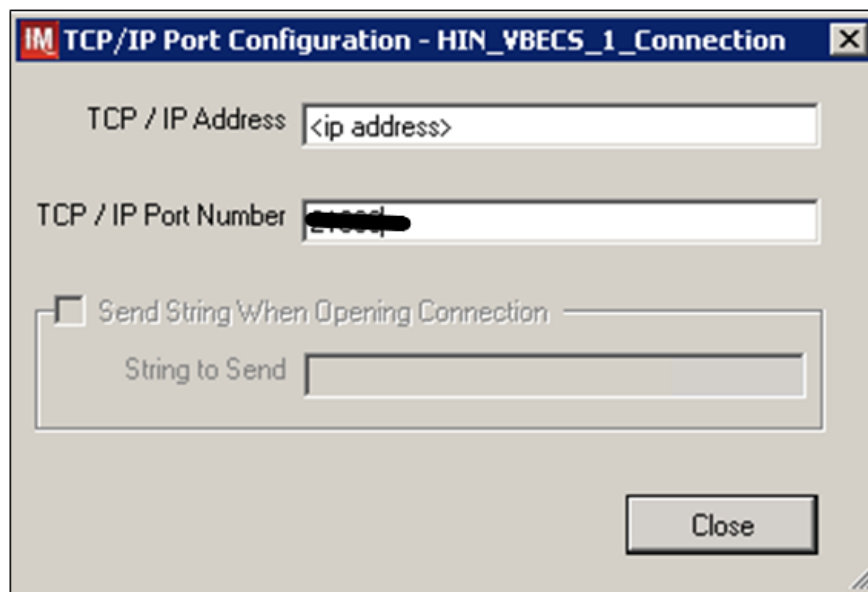 IM TCP/IP Port Configuration - HIN_VBECS_1_Connection
TCP / IP Address <ip address>
TCP / IP Port Number
Send String When Opening Connection
String to Send
Close